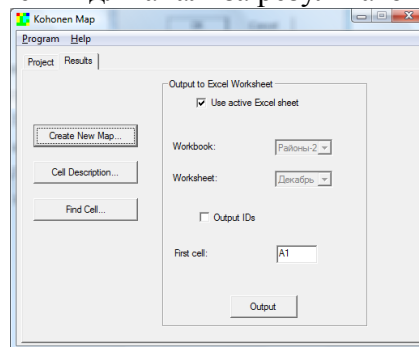 Kohonen Map
Program Help
Project Results
Output to Excel Worksheet
Use active Excel sheet
Create New Map...
Workbook:
Районы-2
Cell Description...
Worksheet:
Декабрь
Find Cell...
Output IDs
First cell:
A1
Output